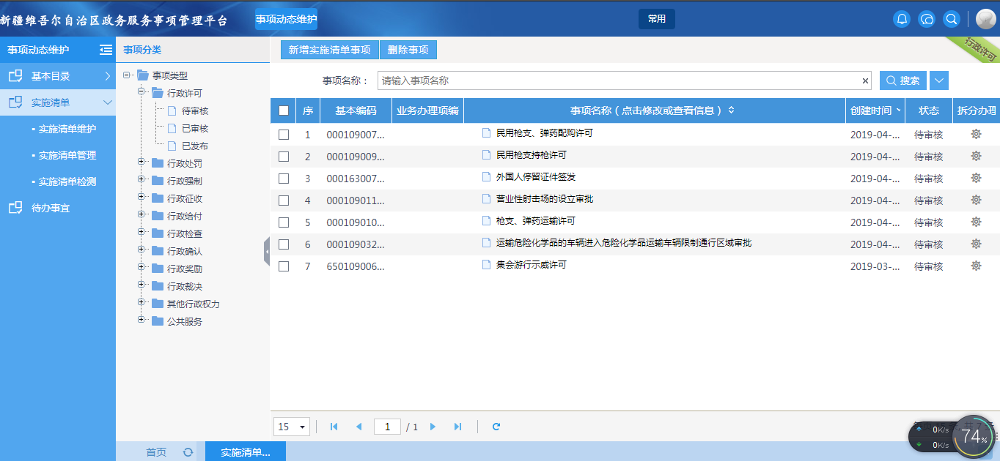 新疆维吾尔自治区政务服务事项管理平台 事项动态维护 常用
事项动态维护
基本目录
实施清单
实施清单维护
实施清单管理
实施清单检测
待办事宜
事项分类
事项类型
行政许可
待审核
已审核
已发布
行政处罚
行政强制
行政征收
行政给付
行政检查
行政确认
行政奖励
行政裁决
其他行政权力
公共服务
新增实施清单事项 删除事项
行政许可
事项名称： 请输入事项名称 × 搜索
序 基本编码 业务办理项编 事项名称（点击修改或查看信息） 创建时间 状态 拆分办理
1 000109007... 民用枪支、弹药配购许可 2019-04-... 待审核
2 000109009... 民用枪支持枪许可 2019-04-... 待审核
3 000163007... 外国人停留证件签发 2019-04-... 待审核
4 000109011... 营业性射击场的设立审批 2019-04-... 待审核
5 000109010... 枪支、弹药运输许可 2019-04-... 待审核
6 000109032... 运输危险化学品的车辆进入危险化学品运输车辆限制通行区域审批 2019-04-... 待审核
7 650109006... 集会游行示威许可 2019-03-... 待审核
15 1 / 1
0K/s
0K/s
74%
首页 实施清单...